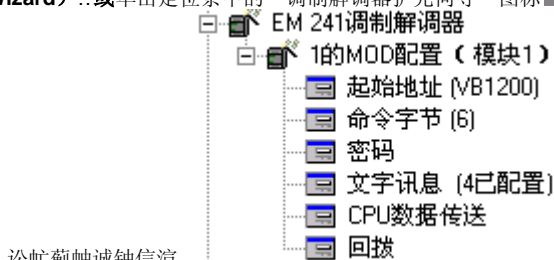 EM 241调制解调器
1的MOD配置（模块1）
起始地址 (VB1200)
命令字节 (6)
密码
文字讯息 (4已配置)
CPU数据传送
回拨